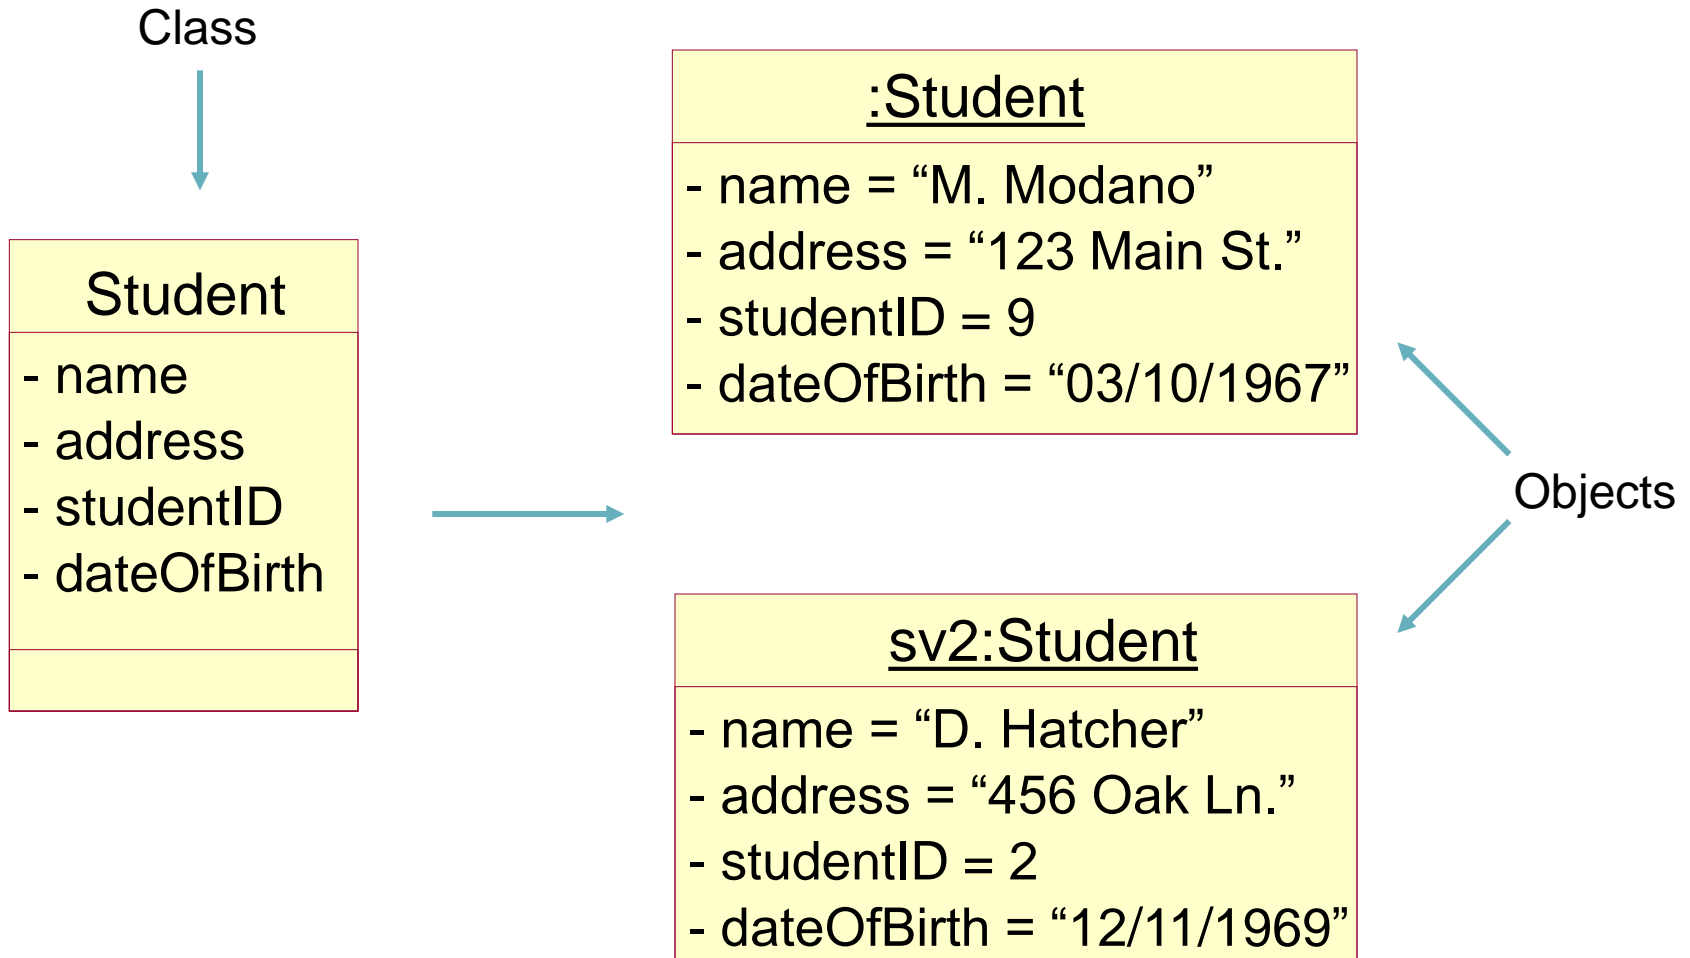 Class
Student
- name
- address
- studentID
- dateOfBirth
:Student
- name = “M. Modano”
- address = “123 Main St.”
- studentID = 9
- dateOfBirth = “03/10/1967”
Objects
sv2:Student
- name = “D. Hatcher”
- address = “456 Oak Ln.”
- studentID = 2
- dateOfBirth = “12/11/1969”